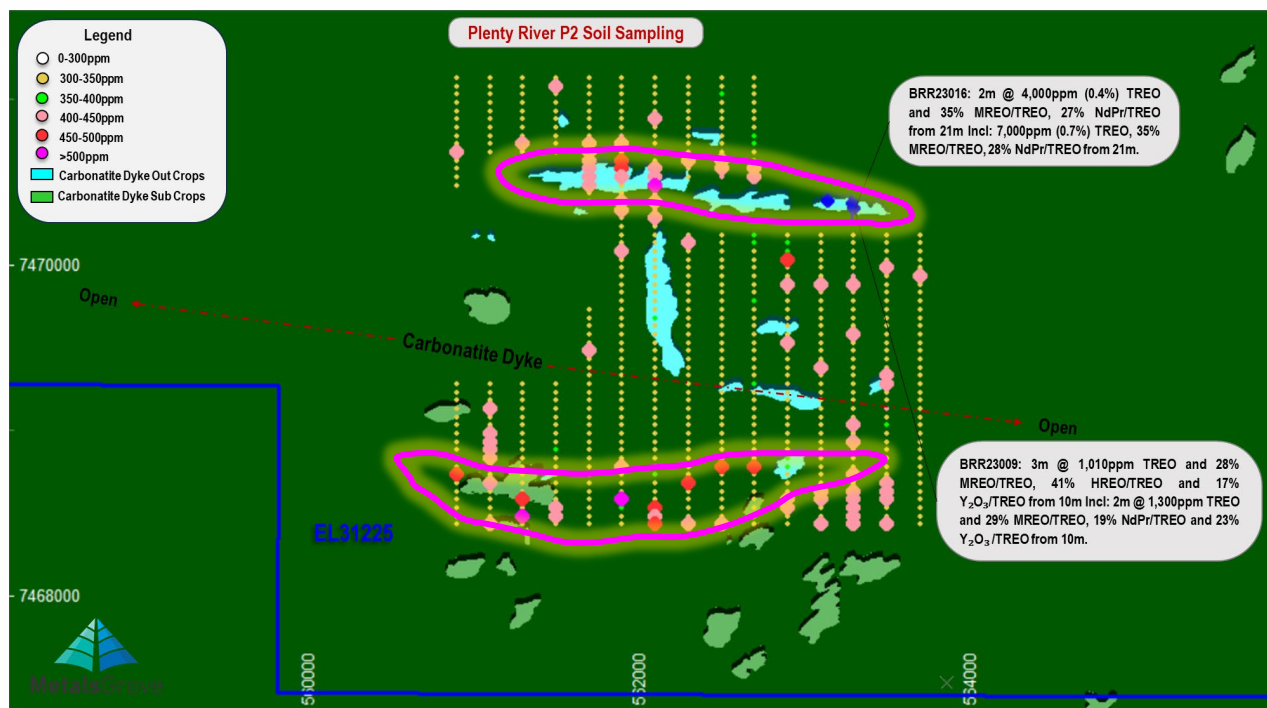 Plenty River P2 Soil Sampling
Legend
0-300ppm
300-350ppm
350-400ppm
400-450ppm
450-500ppm
>500ppm
Carbonatite Dyke Out Crops
Carbonatite Dyke Sub Crops
BRR23016: 2m @ 4,000ppm (0.4%) TREO
and 35% MREO/TREO, 27% NdPr/TREO
from 21m Incl: 7,000ppm (0.7%) TREO, 35%
MREO/TREO, 28% NdPr/TREO from 21m.
7470000
Open
Carbonatite Dyke
Open
BRR23009: 3m @ 1,010ppm TREO and 28%
MREO/TREO, 41% HREO/TREO and 17%
Y₂O₃/TREO from 10m Incl: 2m @ 1,300ppm TREO
and 29% MREO/TREO, 19% NdPr/TREO and 23%
Y₂O₃/TREO from 10m.
EL31225
7468000
MetalsGrove
560000
562000
564000